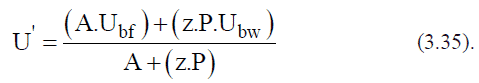 U' = (A.U_bf)+(z.P.U_bw) / A+(z.P) (3.35).